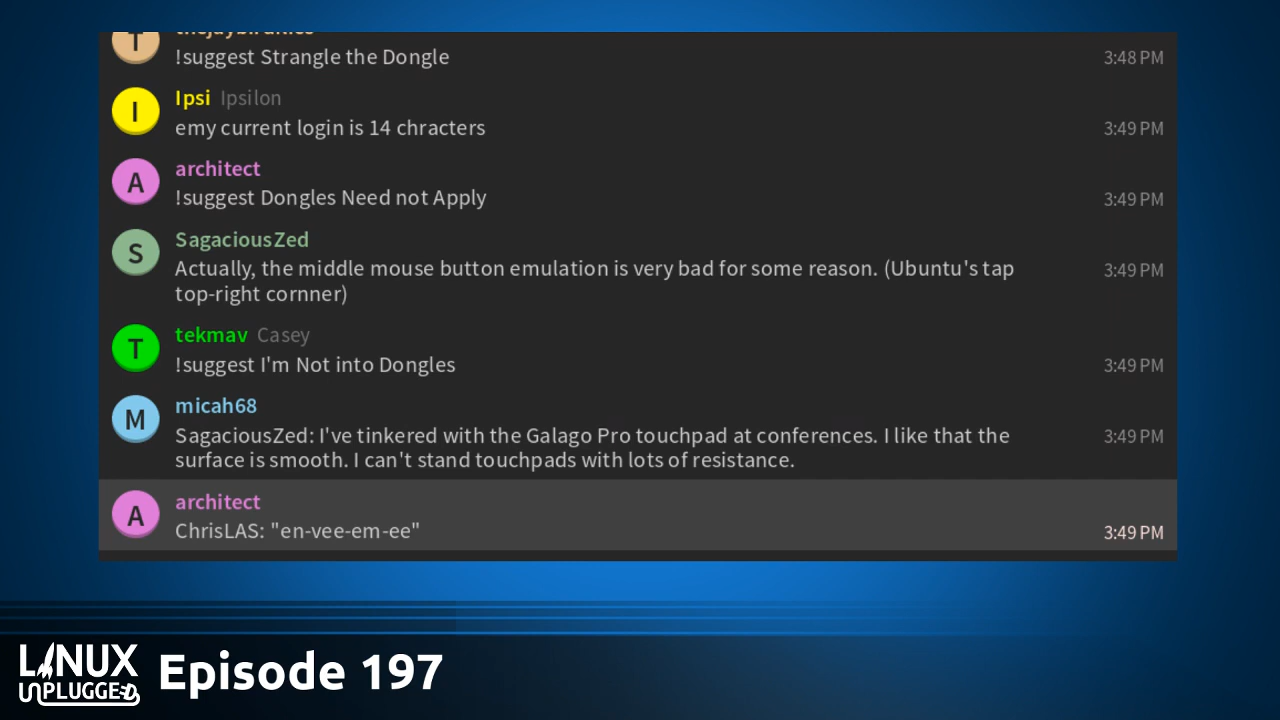 !suggest Strangle the Dongle
3:48 PM
Ipsi Ipsilon
I
emy current login is 14 chracters
3:49 PM
architect
A
!suggest Dongles Need not Apply
3:49 PM
SagaciousZed
S
Actually, the middle mouse button emulation is very bad for some reason. (Ubuntu's tap
3:49 PM
top-right cornner)
tekmav Casey
T
!suggest I'm Not into Dongles
3:49 PM
micah68
M
SagaciousZed: I've tinkered with the Galago Pro touchpad at conferences. I like that the
3:49 PM
surface is smooth. I can't stand touchpads with lots of resistance.
architect
A
ChrisLAS: "en-vee-em-ee"
3:49 PM
LINUX
UNPLUGGED
Episode 197